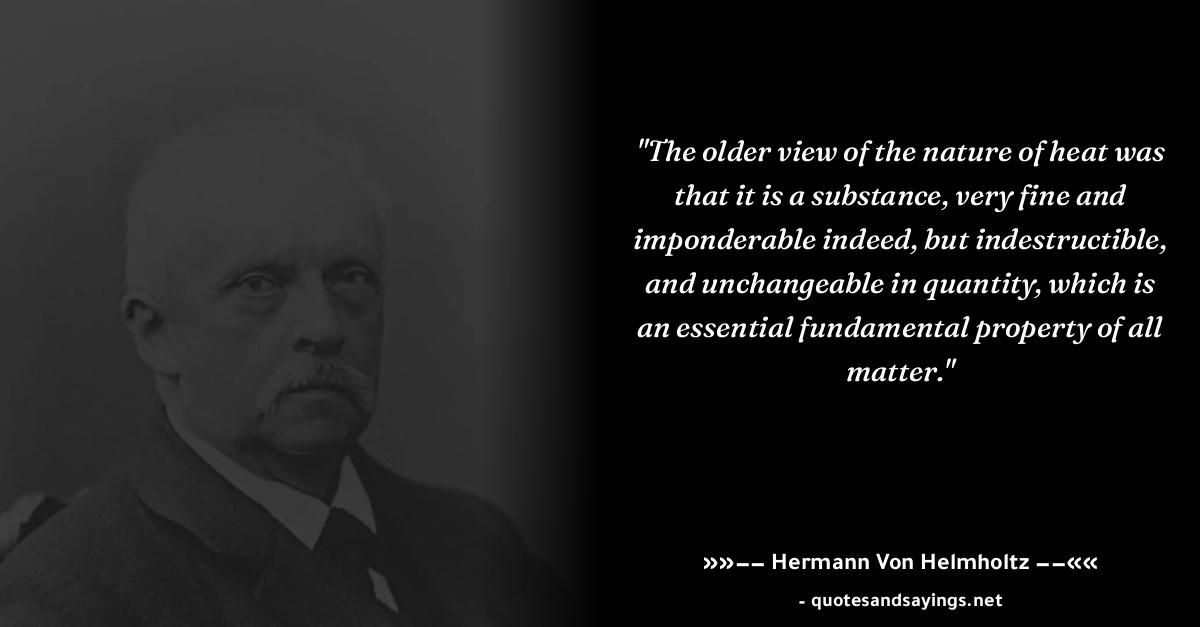 "The older view of the nature of heat was
that it is a substance, very fine and
imponderable indeed, but indestructible,
and unchangeable in quantity, which is
an essential fundamental property of all
matter."
»»−− Hermann Von Helmholtz −−««
- quotesandsayings.net